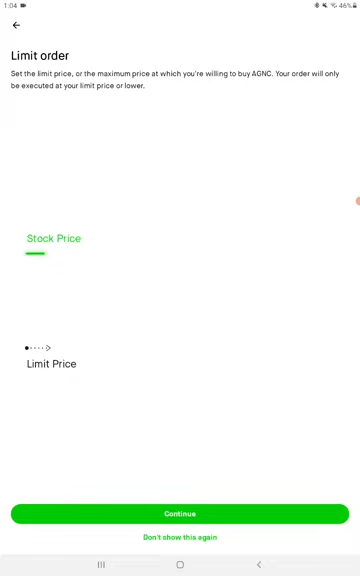 1:04
46%
Limit order
Set the limit price, or the maximum price at which you're willing to buy AGNC. Your order will only
be executed at your limit price or lower.
Stock Price
Limit Price
Continue
Don't show this again